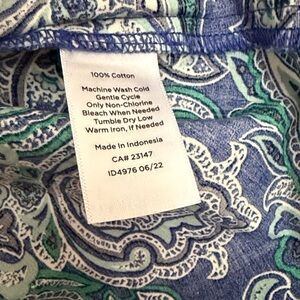 100% Cotton
Machine Wash Cold
Gentle Cycle
Only Non-Chlorine
Bleach When Needed
Tumble Dry Low
Warm Iron, If Needed
Made In Indonesia
CA# 23147
ID4976 06/22